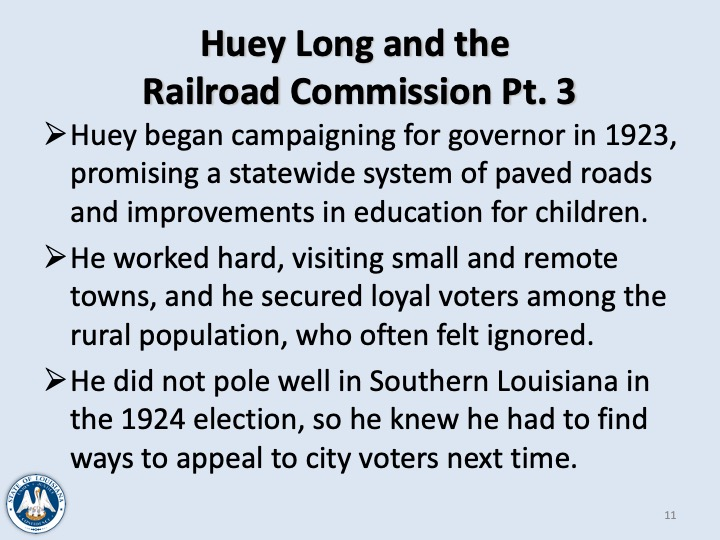 Huey Long and the
Railroad Commission Pt. 3
➢Huey began campaigning for governor in 1923,
promising a statewide system of paved roads
and improvements in education for children.
➢He worked hard, visiting small and remote
towns, and he secured loyal voters among the
rural population, who often felt ignored.
➢He did not pole well in Southern Louisiana in
the 1924 election, so he knew he had to find
ways to appeal to city voters next time.
STATE OF LOUISIANA
CONFIDENCE
11